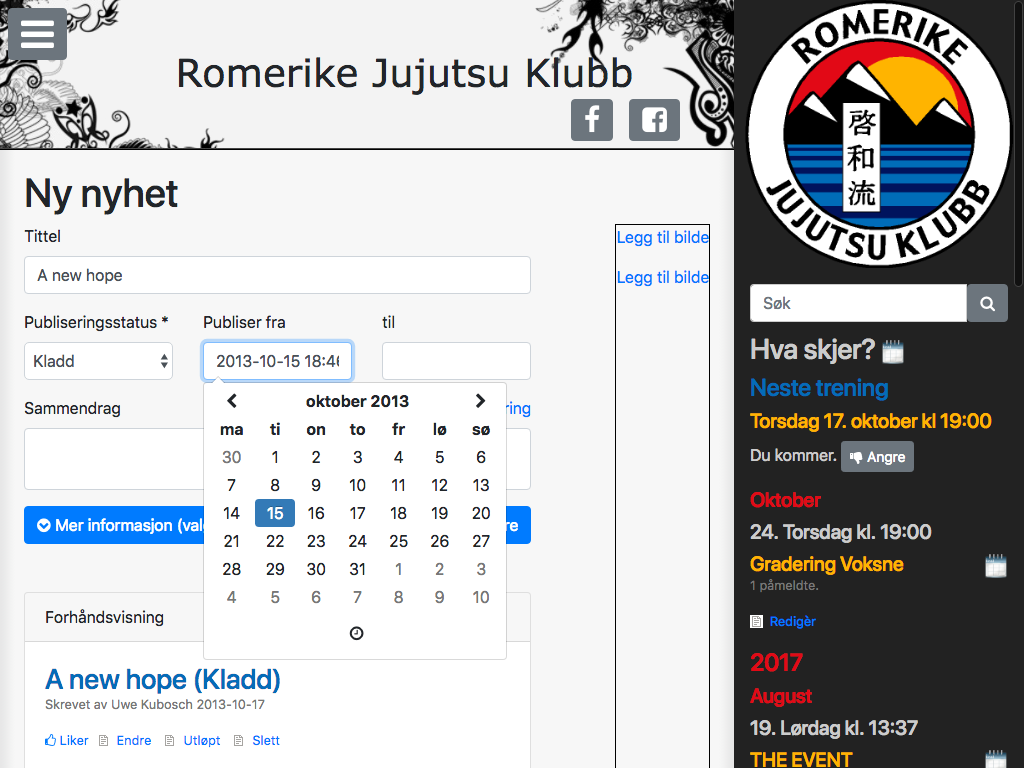 Romerike Jujutsu Klubb
Ny nyhet
Tittel
A new hope
Publiseringsstatus *
Publiser fra
til
Kladd
2013-10-15 18:46
Sammendrag
ring
oktober 2013
ma ti on to fr lø sø
30 1 2 3 4 5 6
7 8 9 10 11 12 13
14 15 16 17 18 19 20
21 22 23 24 25 26 27
28 29 30 31 1 2 3
4 5 6 7 8 9 10
Mer informasjon (val
re
Forhåndsvisning
A new hope (Kladd)
Skrevet av Uwe Kubosch 2013-10-17
Liker Endre Utløpt Slett
Legg til bilde
Legg til bilde
ROMERIKE
啓和流
JUJUTSU KLUBB
Søk
Hva skjer?
Neste trening
Torsdag 17. oktober kl 19:00
Du kommer. Angre
Oktober
24. Torsdag kl. 19:00
Gradering Voksne
1 påmeldte.
Redigèr
2017
August
19. Lørdag kl. 13:37
THE EVENT